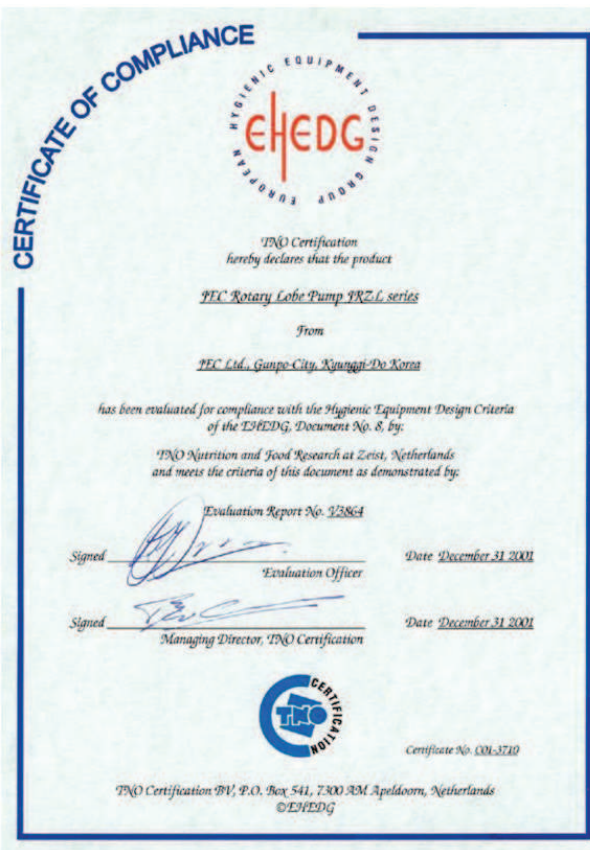 CERTIFICATE OF COMPLIANCE
EUROPEAN HYGIENIC EQUIPMENT DESIGN GROUP
EHEDG
TNO Certification
hereby declares that the product
JEC Rotary Lobe Pump JRZL series
From
JEC Ltd., Gunpo-City, Kyunggi-Do Korea
has been evaluated for compliance with the Hygienic Equipment Design Criteria
of the EHEDG, Document No. 8, by:
TNO Nutrition and Food Research at Zeist, Netherlands
and meets the criteria of this document as demonstrated by:
Evaluation Report No. V3864
Signed Date December 31 2001
Evaluation Officer
Signed Date December 31 2001
Managing Director, TNO Certification
TNO
CERTIFICATION
Certificate No. C01-3710
TNO Certification BV, P.O. Box 541, 7300 AM Apeldoorn, Netherlands
©EHEDG